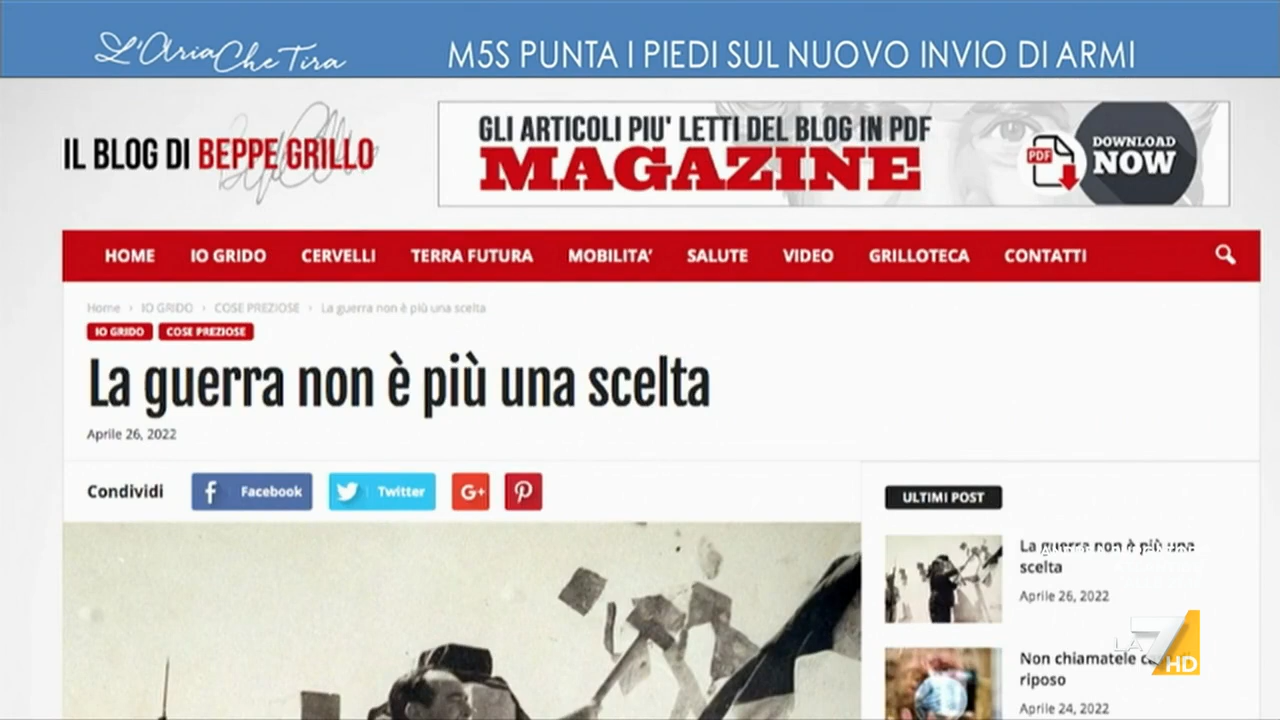 L'Aria Che Tira
M5S PUNTA I PIEDI SUL NUOVO INVIO DI ARMI
IL BLOG DI BEPPE GRILLO
GLI ARTICOLI PIU' LETTI DEL BLOG IN PDF
MAGAZINE
PDF
DOWNLOAD
NOW
HOME IO GRIDO CERVELLI TERRA FUTURA MOBILITA' SALUTE VIDEO GRILLOTECA CONTATTI
Home › IO GRIDO › COSE PREZIOSE › La guerra non è più una scelta
IO GRIDO COSE PREZIOSE
La guerra non è più una scelta
Aprile 26, 2022
Condividi Facebook Twitter G+
ULTIMI POST
La guerra non è più una
scelta
Aprile 26, 2022
Non chiamatele
riposo
Aprile 24, 2022
LA 7 HD